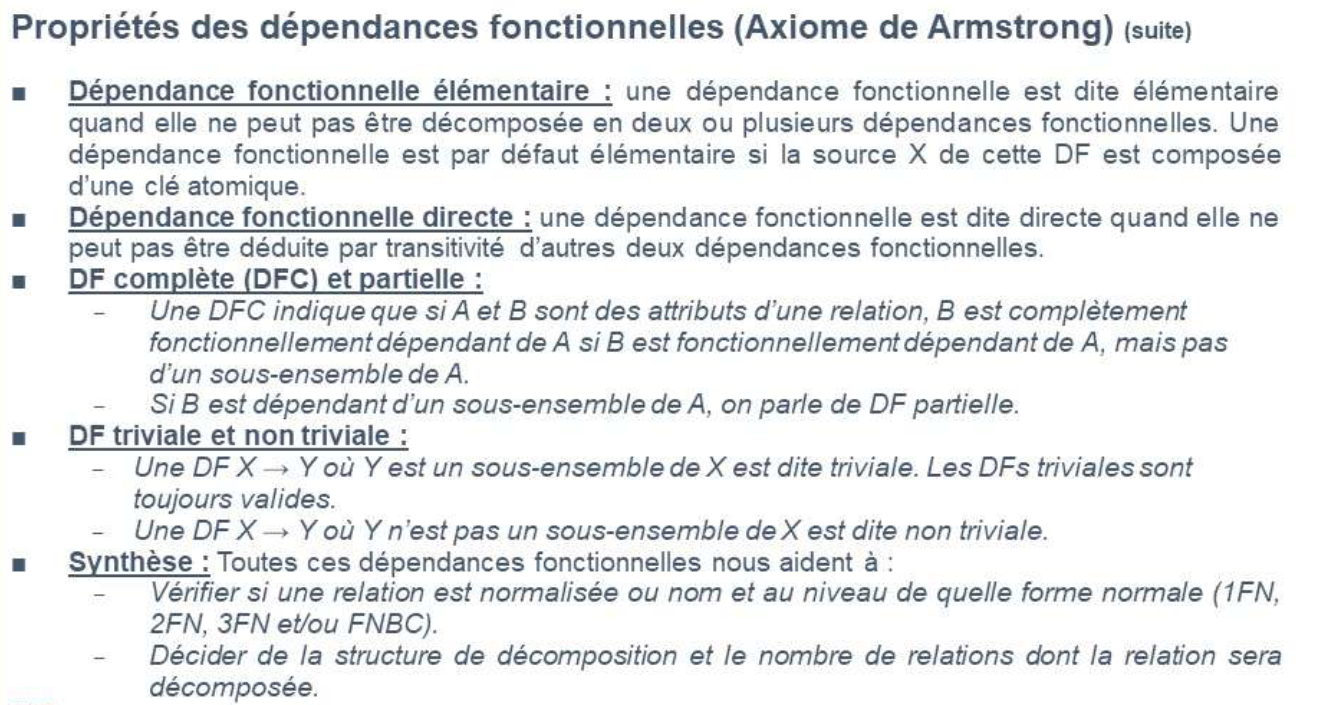 Propriétés des dépendances fonctionnelles (Axiome de Armstrong) (suite)
■ Dépendance fonctionnelle élémentaire : une dépendance fonctionnelle est dite élémentaire
quand elle ne peut pas être décomposée en deux ou plusieurs dépendances fonctionnelles. Une
dépendance fonctionnelle est par défaut élémentaire si la source X de cette DF est composée
d'une clé atomique.
■ Dépendance fonctionnelle directe : une dépendance fonctionnelle est dite directe quand elle ne
peut pas être déduite par transitivité d'autres deux dépendances fonctionnelles.
■ DF complète (DFC) et partielle :
– Une DFC indique que si A et B sont des attributs d'une relation, B est complètement
fonctionnellement dépendant de A si B est fonctionnellement dépendant de A, mais pas
d'un sous-ensemble de A.
– Si B est dépendant d'un sous-ensemble de A, on parle de DF partielle.
■ DF triviale et non triviale :
– Une DF X → Y où Y est un sous-ensemble de X est dite triviale. Les DFs triviales sont
toujours valides.
– Une DF X → Y où Y n'est pas un sous-ensemble de X est dite non triviale.
■ Synthèse : Toutes ces dépendances fonctionnelles nous aident à :
– Vérifier si une relation est normalisée ou nom et au niveau de quelle forme normale (1FN,
2FN, 3FN et/ou FNBC).
– Décider de la structure de décomposition et le nombre de relations dont la relation sera
décomposée.